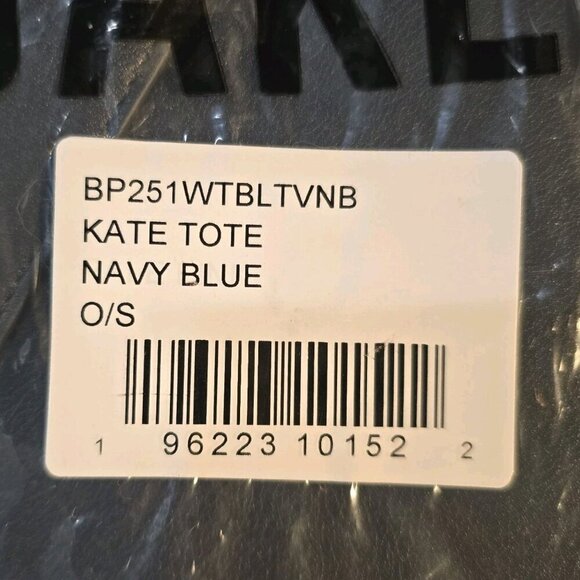 BP251WTBLTVNB
KATE TOTE
NAVY BLUE
O/S
1 96223 10152 2